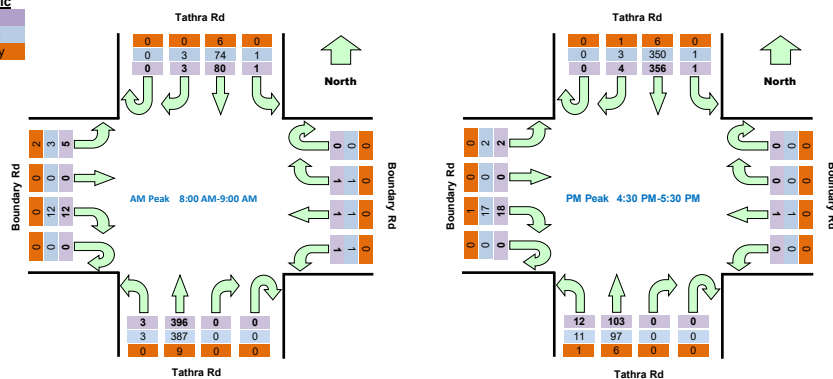 ic
y
Tathra Rd
0 0 6 0
0 3 74 1
0 3 80 1
North
Boundary Rd
2 3 5
0 0 0
0 12 12
0 0 0
AM Peak 8:00 AM-9:00 AM
0 0 0
1 1 0
1 1 0
1 1 0
Boundary Rd
3 396 0 0
3 387 0 0
0 9 0 0
Tathra Rd
Tathra Rd
0 1 6 0
0 3 350 1
0 4 356 1
North
Boundary Rd
0 2 2
0 0 0
1 17 18
0 0 0
PM Peak 4:30 PM-5:30 PM
0 0 0
0 0 0
1 1 0
0 0 0
Boundary Rd
12 103 0 0
11 97 0 0
1 6 0 0
Tathra Rd